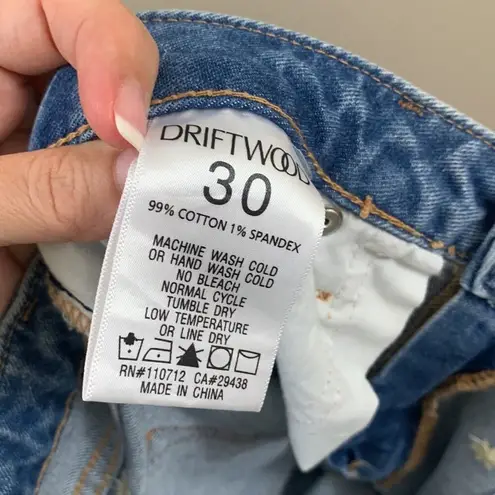 DRIFTWOOD
30
99% COTTON 1% SPANDEX
MACHINE WASH COLD
OR HAND WASH COLD
NO BLEACH
NORMAL CYCLE
TUMBLE DRY
LOW TEMPERATURE
OR LINE DRY
RN#110712 CA#29438
MADE IN CHINA